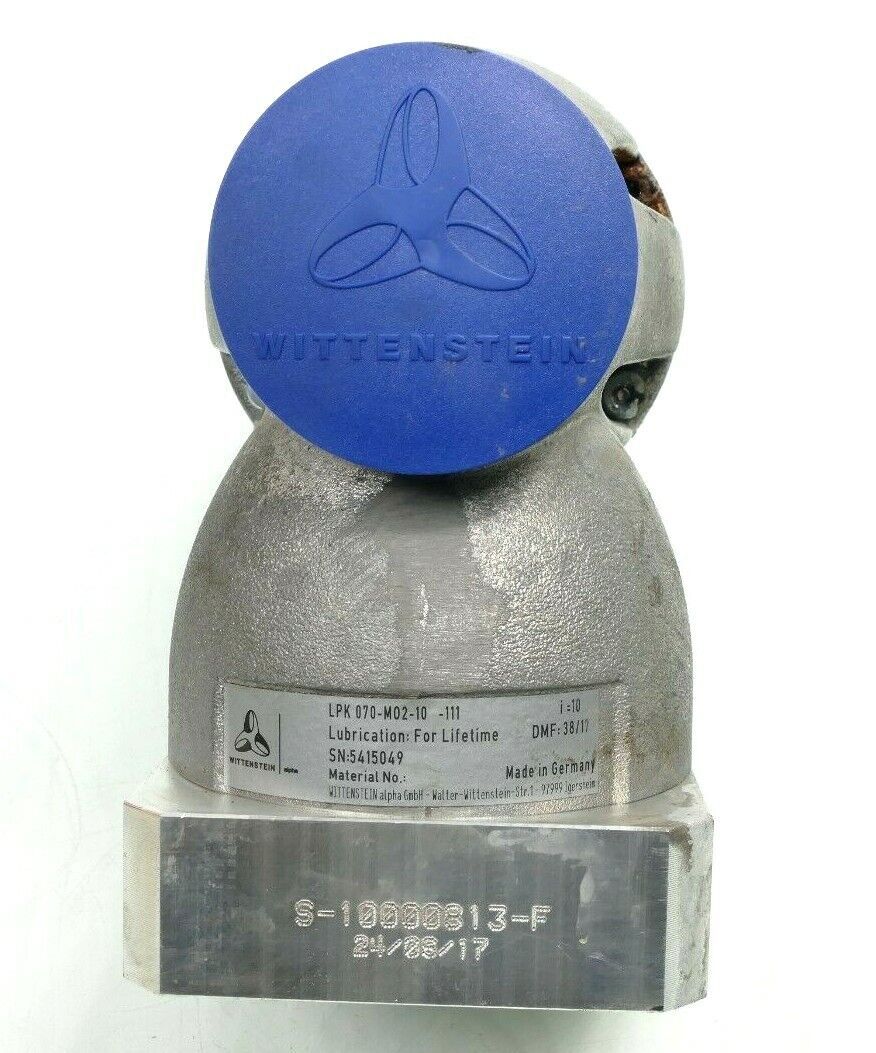 WITTENSTEIN
LPK 070-M02-10 -111 i=10
Lubrication: For Lifetime DMF: 38/17
SN:5415049
Material No.: Made in Germany
WITTENSTEIN alpha
WITTENSTEIN alpha GmbH - Walter-Wittenstein-Str.1 - 97999 Igersheim
S-10000813-F
24/08/17